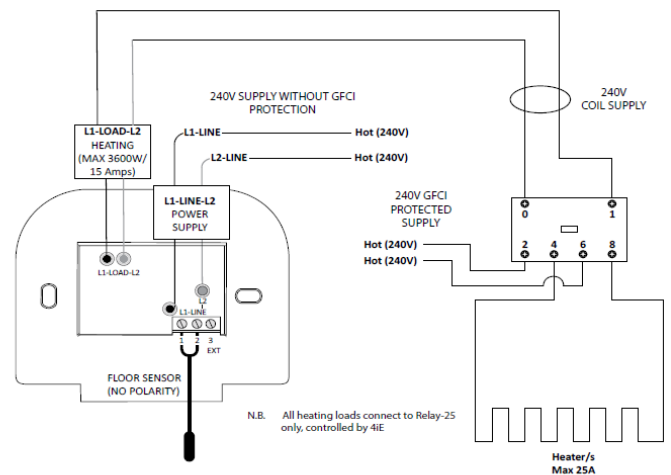 240V SUPPLY WITHOUT GFCI
PROTECTION
240V
COIL SUPPLY
L1-LOAD-L2
HEATING
(MAX 3600W/
15 Amps)
L1-LINE
Hot (240V)
L2-LINE
Hot (240V)
L1-LINE-L2
POWER
SUPPLY
240V GFCI
PROTECTED
SUPPLY
0 1
2 4 6 8
Hot (240V)
Hot (240V)
L1-LOAD-L2
L2
L1-LINE
1 2 3
EXT
FLOOR SENSOR
(NO POLARITY)
N.B. All heating loads connect to Relay-25
only, controlled by 4iE
Heater/s
Max 25A